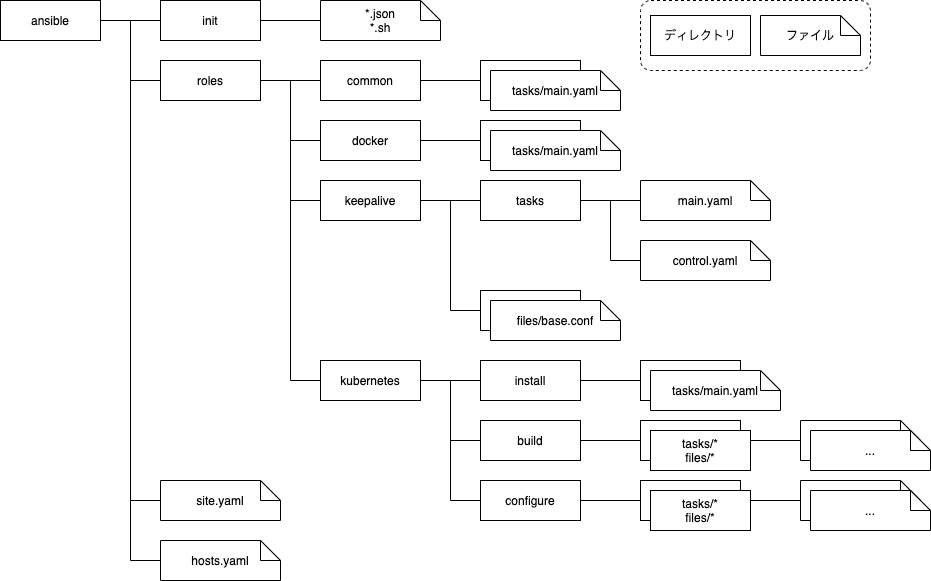 ansible
init
*.json
*.sh
ディレクトリ
ファイル
roles
common
tasks/main.yaml
docker
tasks/main.yaml
keepalive
tasks
main.yaml
control.yaml
files/base.conf
kubernetes
install
tasks/main.yaml
build
tasks/*
files/*
...
configure
tasks/*
files/*
...
site.yaml
hosts.yaml